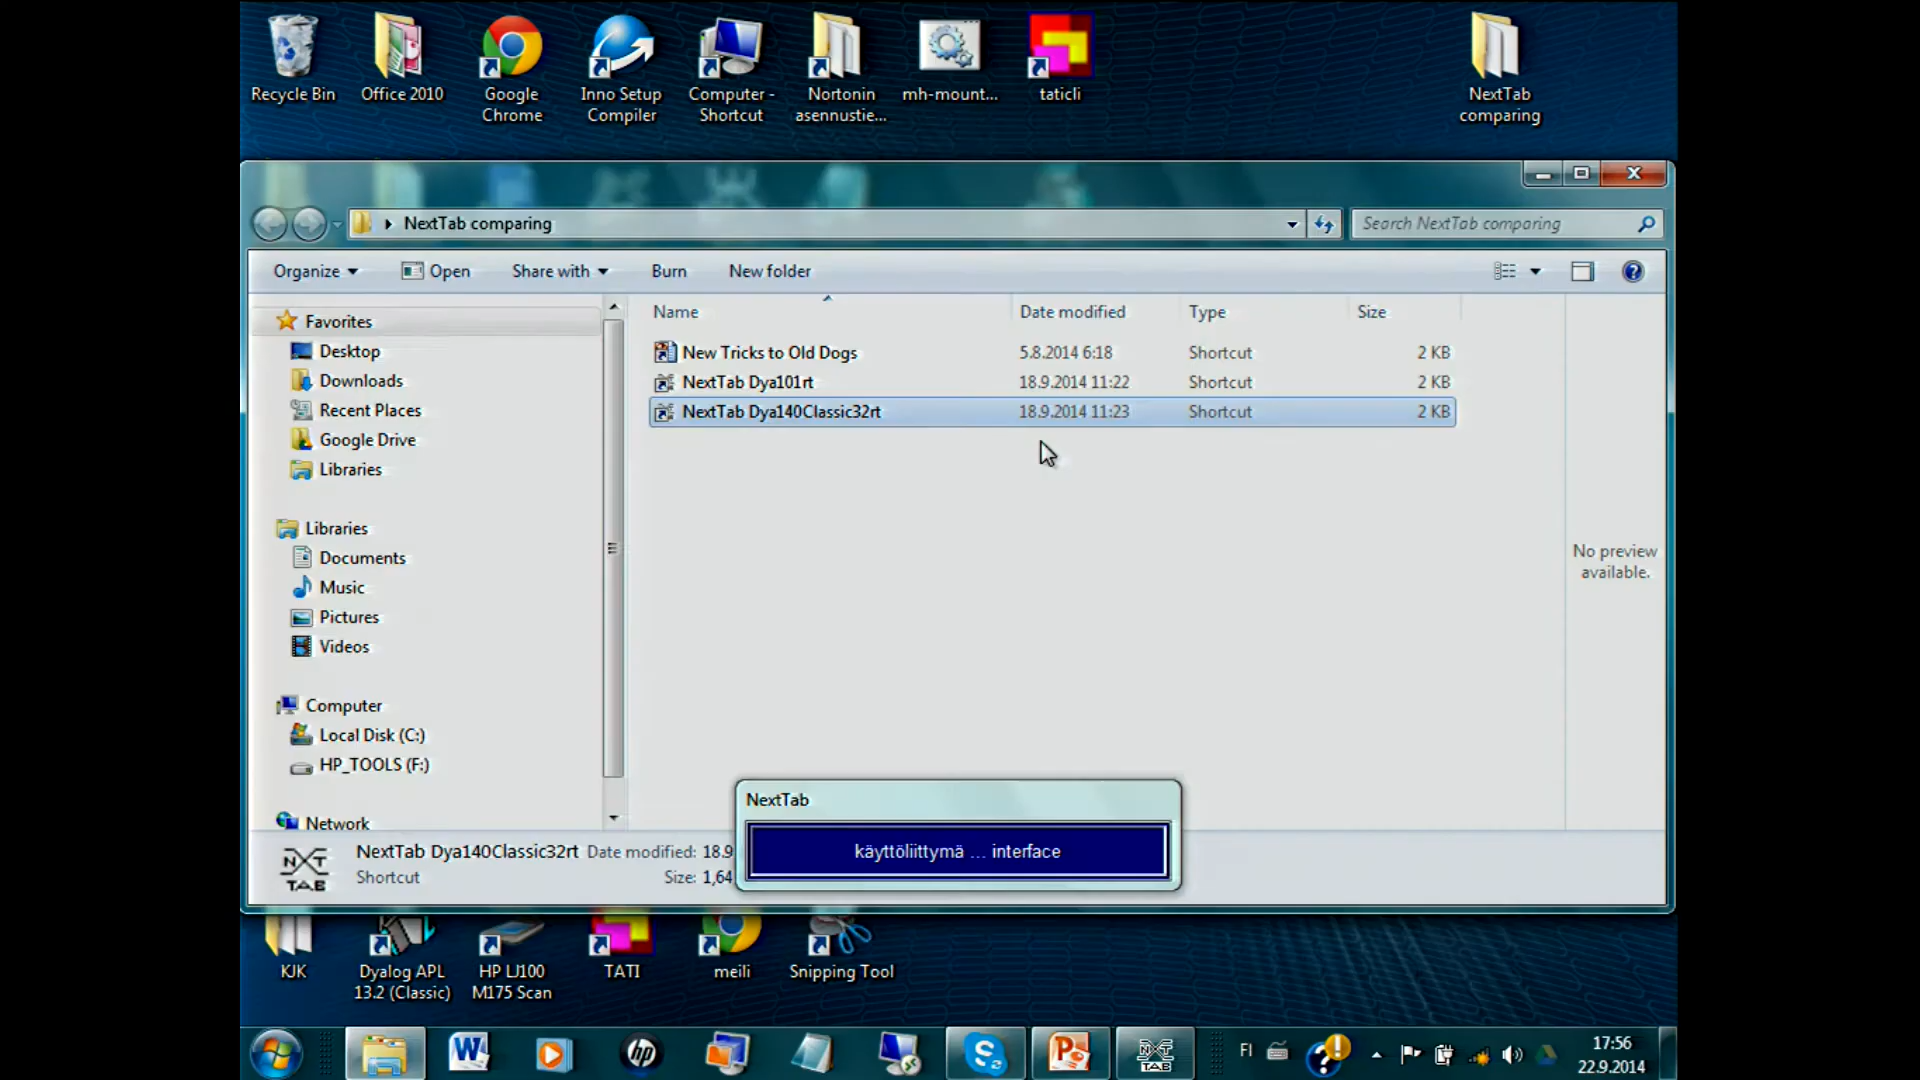 Recycle Bin
Office 2010
Google
Chrome
Inno Setup
Compiler
Computer -
Shortcut
Nortonin
asennustie...
mh-mount...
taticli
NextTab
comparing
NextTab comparing
Search NextTab comparing
Organize
Open
Share with
Burn
New folder
Name
Date modified
Type
Size
Favorites
Desktop
Downloads
Recent Places
Google Drive
Libraries
Libraries
Documents
Music
Pictures
Videos
Computer
Local Disk (C:)
HP_TOOLS (F:)
Network
New Tricks to Old Dogs 5.8.2014 6:18 Shortcut 2 KB
NextTab Dya101rt 18.9.2014 11:22 Shortcut 2 KB
NextTab Dya140Classic32rt 18.9.2014 11:23 Shortcut 2 KB
No preview
available.
NextTab
käyttöliittymä ... interface
NXT
TAB
NextTab Dya140Classic32rt Date modified: 18.9
Shortcut Size: 1,64
KJK
Dyalog APL
13.2 (Classic)
HP LJ100
M175 Scan
TATI
meili
Snipping Tool
W
hp
S
P
NXT
TAB
FI
17:56
22.9.2014